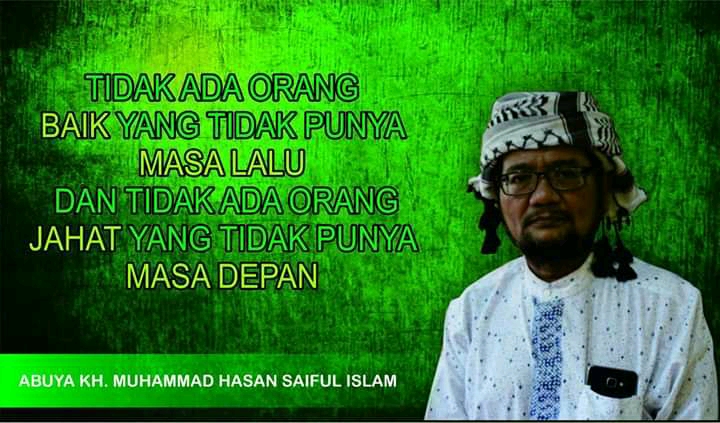 TIDAK ADA ORANG
BAIK YANG TIDAK PUNYA
MASA LALU
DAN TIDAK ADA ORANG
JAHAT YANG TIDAK PUNYA
MASA DEPAN
ABUYA KH. MUHAMMAD HASAN SAIFUL ISLAM